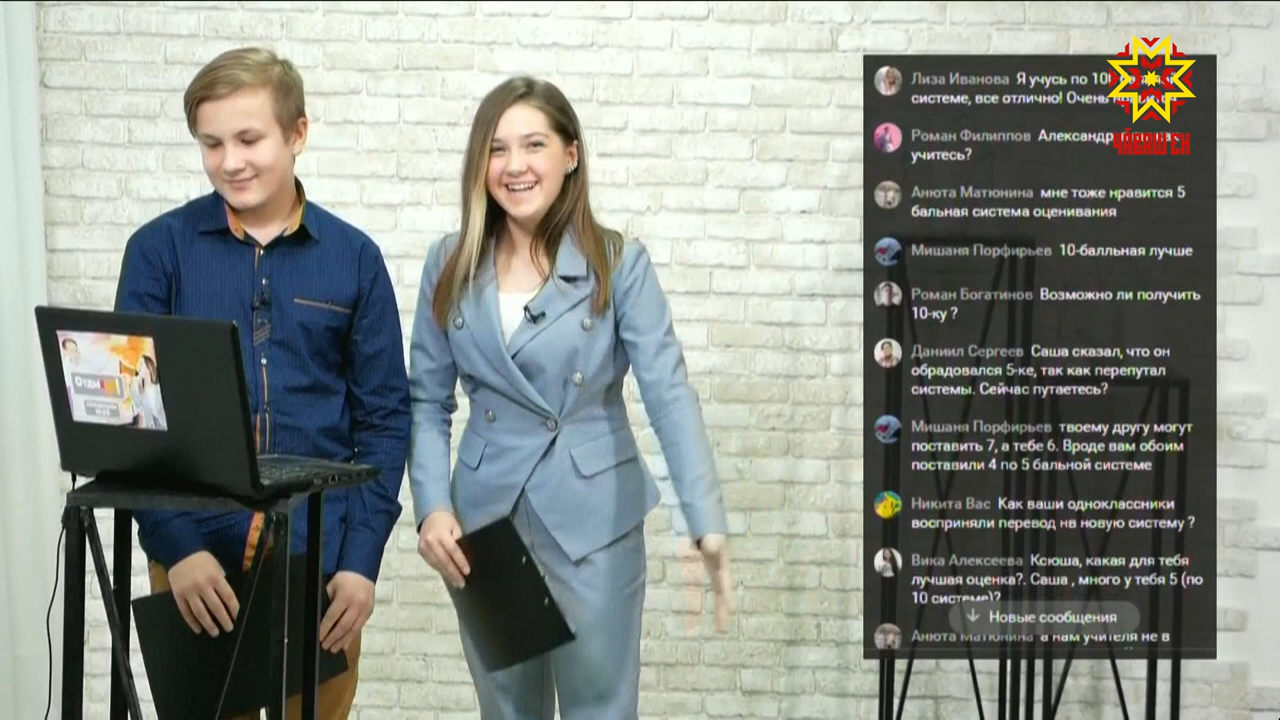 Лиза Иванова Я учусь по
системе, все отлично! Очень
ЧӐВАШ ЕН
Роман Филиппов
учитесь?
Анюта Матюнина мне тоже нравится 5
бальная система оценивания
Мишаня Порфирьев 10-балльная лучше
Роман Богатинов Возможно ли получить
10-ку ?
Даниил Сергеев Саша сказал, что он
обрадовался 5-ке, так как перепутал
системы. Сейчас путаетесь?
Мишаня Порфирьев твоему другу могут
поставить 7, а тебе 6. Вроде вам обоим
поставили 4 по 5 бальной системе
Никита Вас Как ваши одноклассники
восприняли перевод нв новую систему ?
Вика Алексеева Ксюша, какая для тебя
лучшая оценка?. Саша , много у тебя 5 (по
10 системе)?
Новые сообщения
Анюта Матюнина а нам учителя не в